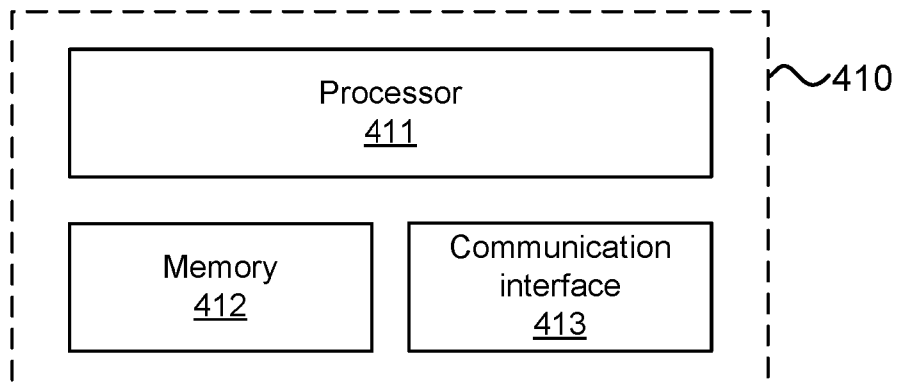 Processor
411
410
Memory
412
Communication
interface
413